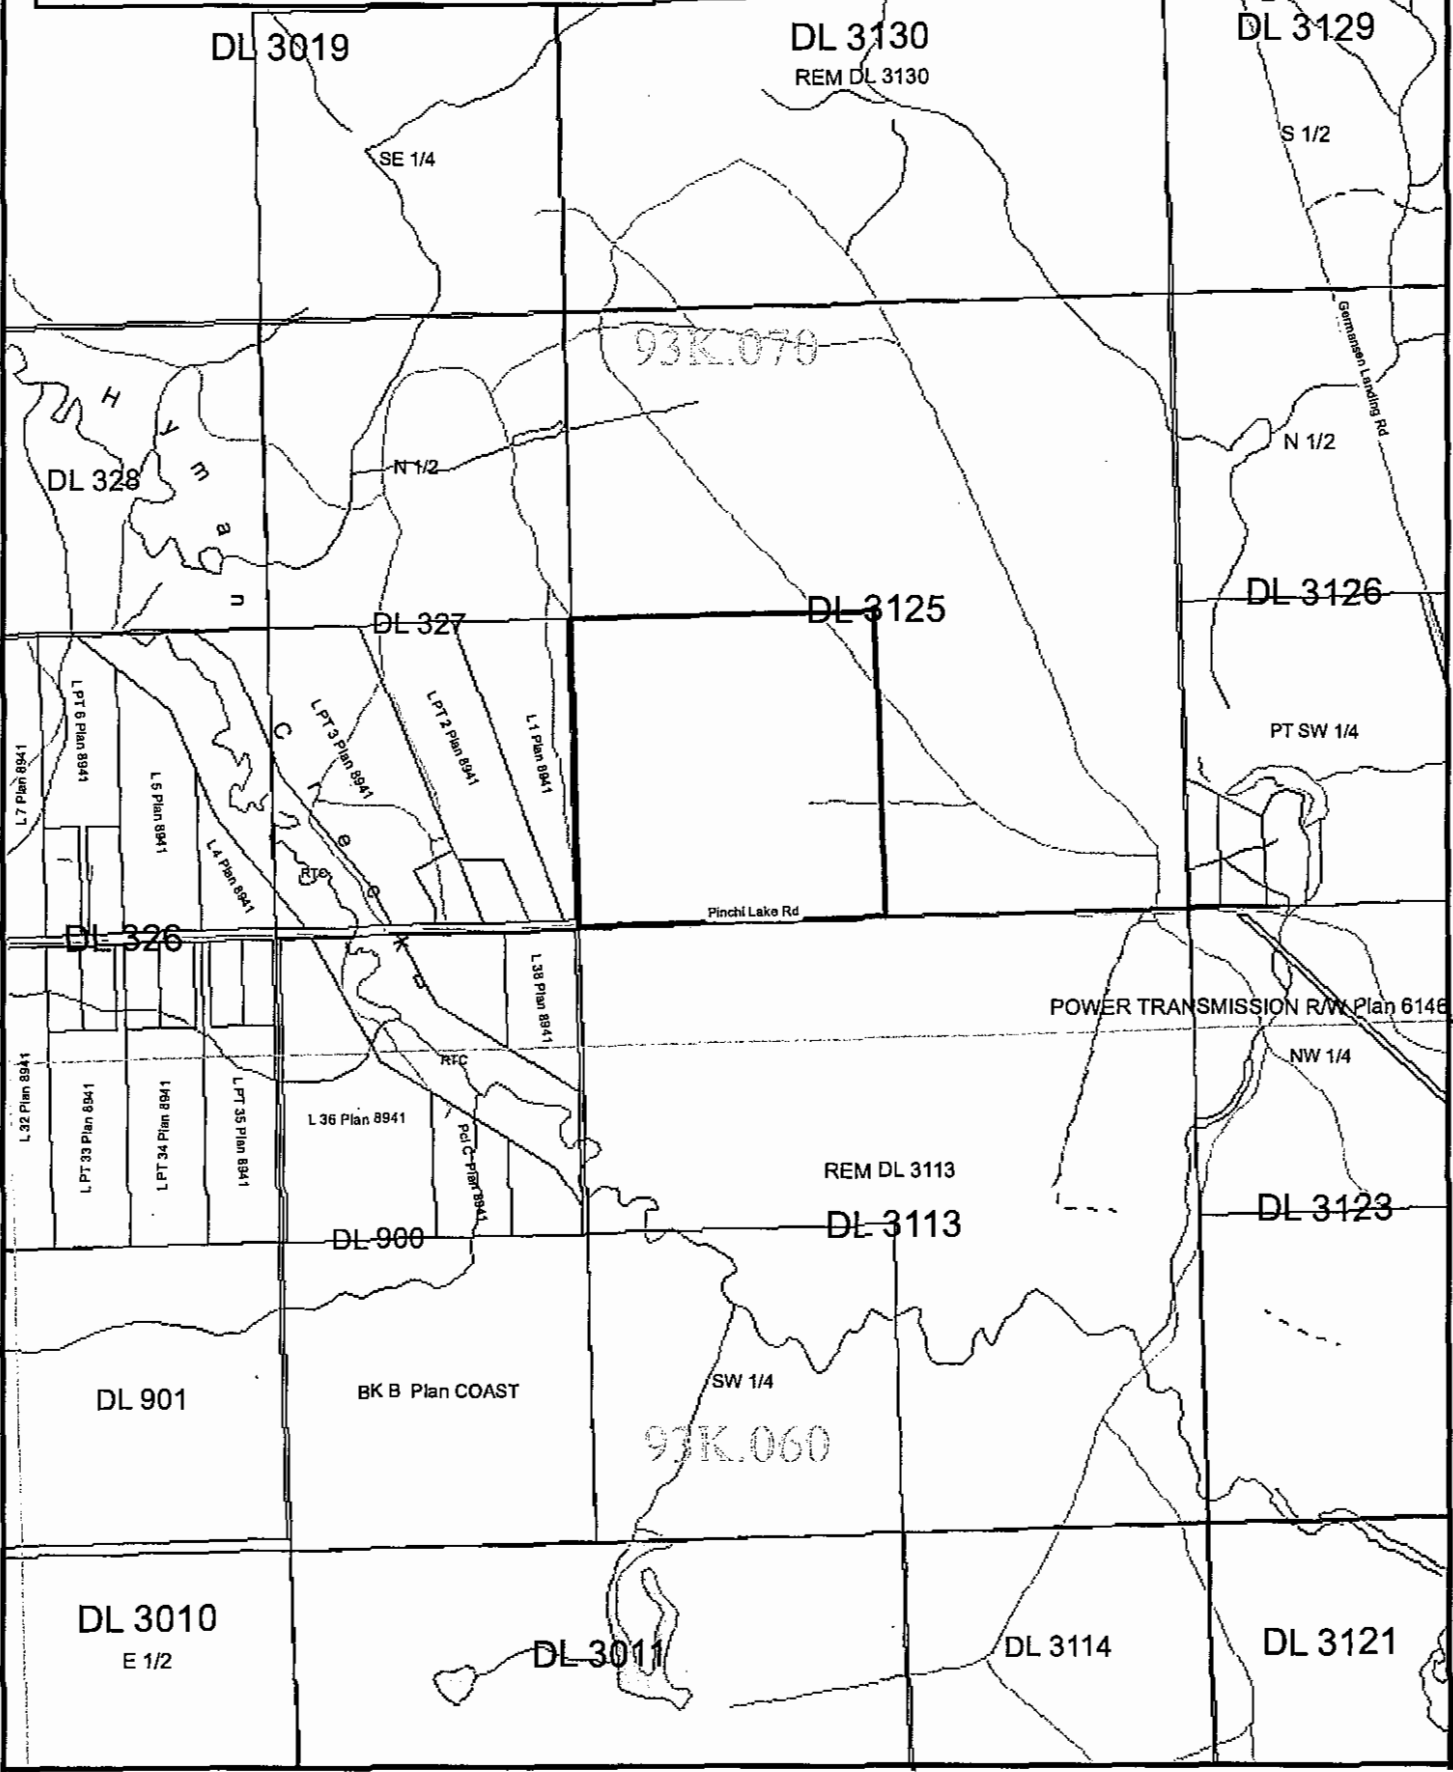 DL 3019
DL 3130
DL 3129
REM DL 3130
S 1/2
SE 1/4
Germansen Landing Rd
93K.070
Hyman
N 1/2
N 1/2
DL 328
DL 3126
DL 3125
DL 327
L 7 Plan 8941
L PT 6 Plan 8941
L 5 Plan 8941
L 4 Plan 8941
Creek
L PT 3 Plan 8941
L PT 2 Plan 8941
L 1 Plan 8941
PT SW 1/4
RTC
Pinchi Lake Rd
DL 326
L 38 Plan 8941
POWER TRANSMISSION R/W Plan 6146
NW 1/4
RTC
L 32 Plan 8941
L PT 33 Plan 8941
L PT 34 Plan 8941
L PT 35 Plan 8941
L 36 Plan 8941
Pcl C Plan 8941
REM DL 3113
DL 3123
DL 3113
DL 900
SW 1/4
BK B Plan COAST
DL 901
93K.060
DL 3010
E 1/2
DL 3011
DL 3114
DL 3121